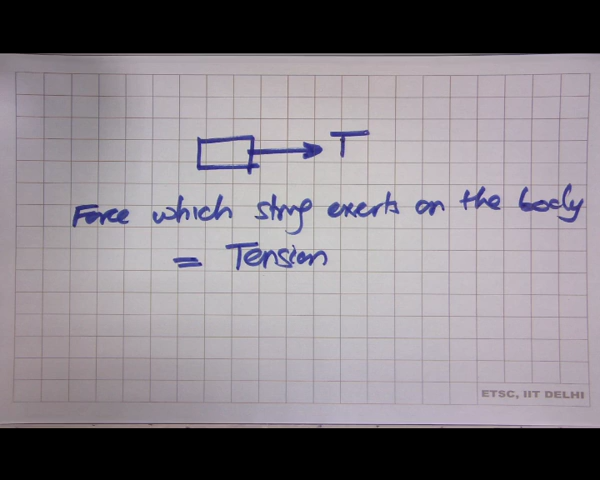 T
Force which string exerts on the body
= Tension
ETSC, IIT DELHI